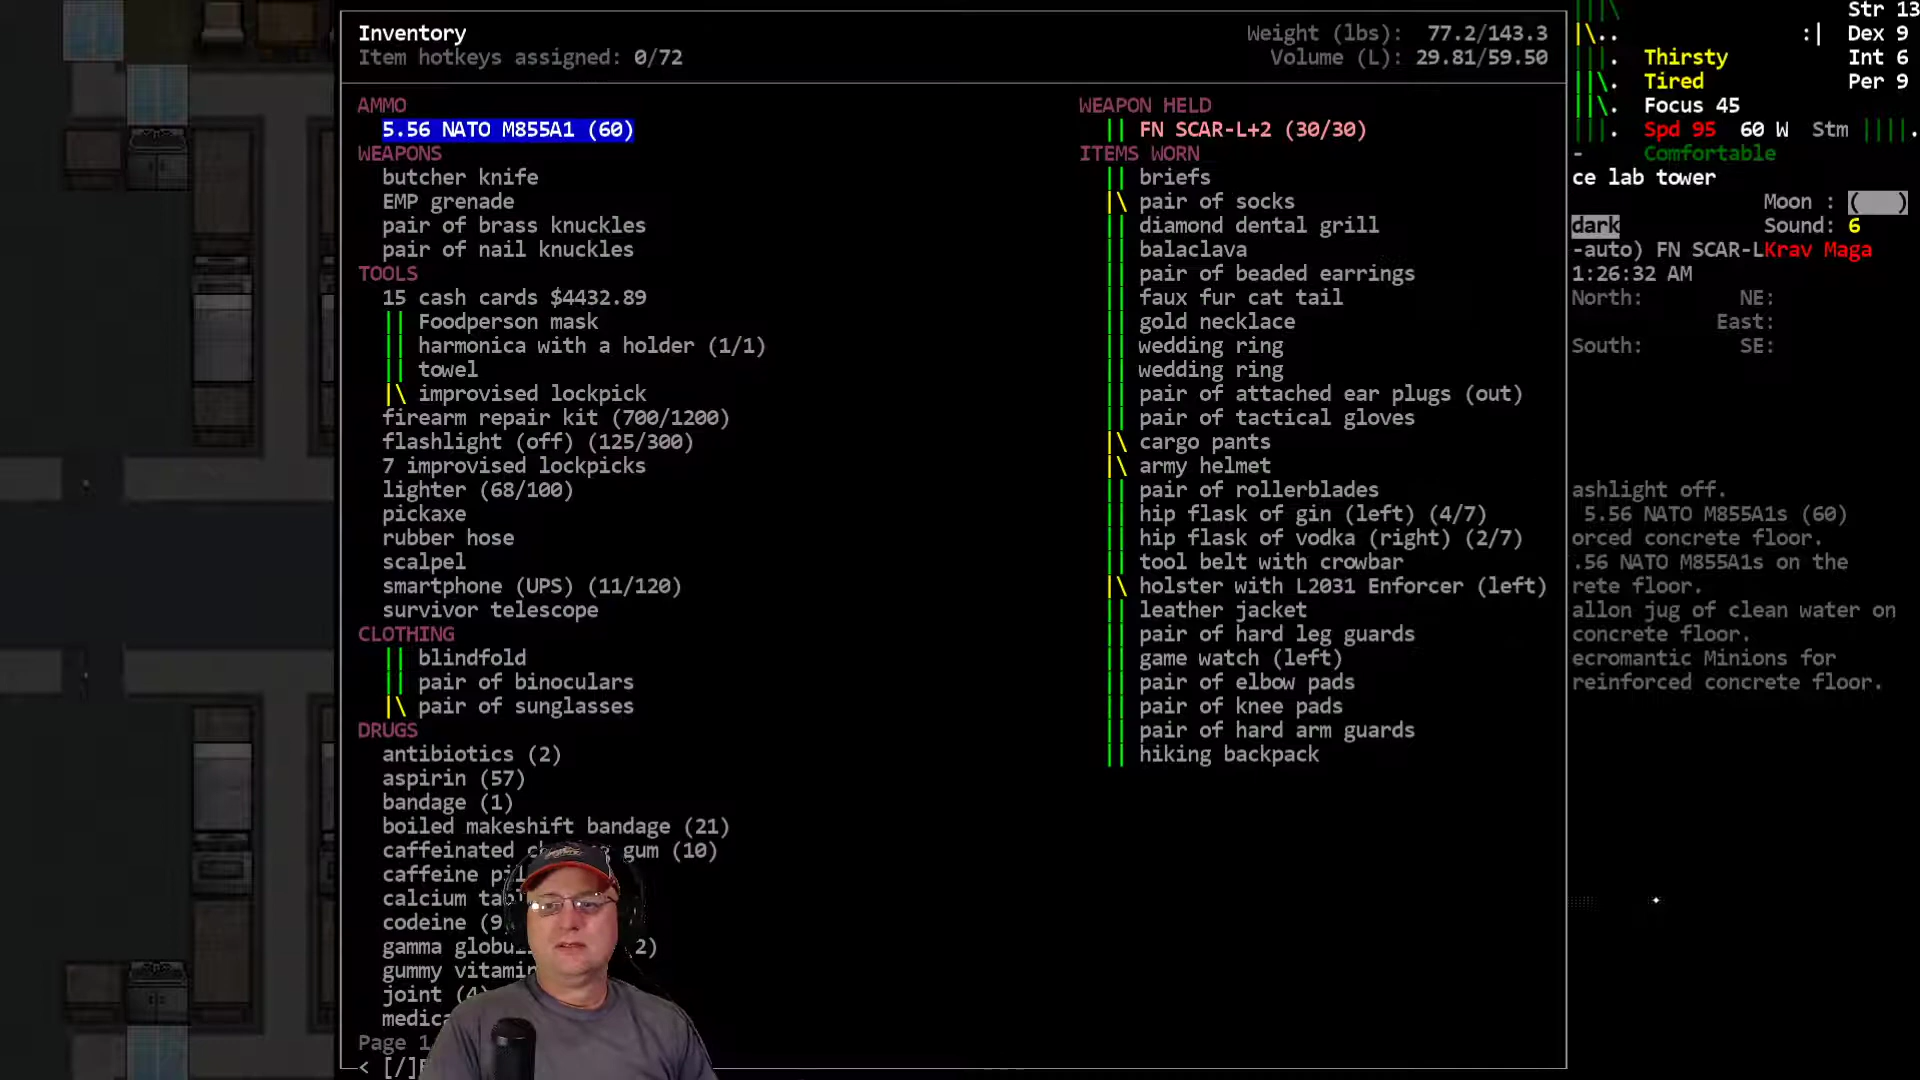 Inventory
Item hotkeys assigned: 0/72
Weight (lbs): 77.2/143.3
Volume (L): 29.81/59.50
AMMO
5.56 NATO M855A1 (60)
WEAPONS
butcher knife
EMP grenade
pair of brass knuckles
pair of nail knuckles
TOOLS
15 cash cards $4432.89
|| Foodperson mask
|| harmonica with a holder (1/1)
|| towel
|\ improvised lockpick
firearm repair kit (700/1200)
flashlight (off) (125/300)
7 improvised lockpicks
lighter (68/100)
pickaxe
rubber hose
scalpel
smartphone (UPS) (11/120)
survivor telescope
CLOTHING
|| blindfold
|| pair of binoculars
|\ pair of sunglasses
DRUGS
antibiotics (2)
aspirin (57)
bandage (1)
boiled makeshift bandage (21)
caffeinated gum (10)
caffeine
calcium
codeine (9
gamma 2)
gummy
joint (4)
Page 1
< [/]
WEAPON HELD
|| FN SCAR-L+2 (30/30)
ITEMS WORN
|| briefs
|\ pair of socks
|| diamond dental grill
|| balaclava
|| pair of beaded earrings
|| faux fur cat tail
|| gold necklace
|| wedding ring
|| wedding ring
|| pair of attached ear plugs (out)
|| pair of tactical gloves
|\ cargo pants
|\ army helmet
|| pair of rollerblades
|| hip flask of gin (left) (4/7)
|| hip flask of vodka (right) (2/7)
|| tool belt with crowbar
|\ holster with L2031 Enforcer (left)
|| leather jacket
|| pair of hard leg guards
|| game watch (left)
|| pair of elbow pads
|| pair of knee pads
|| pair of hard arm guards
|| hiking backpack
|||\ Str 13
|\.. :| Dex 9
|||. Thirsty Int 6
||\. Tired Per 9
||\. Focus 45
|||. Spd 95 60 W Stm ||||.
- Comfortable
ce lab tower
Moon : ( )
dark Sound: 6
-auto) FN SCAR-LKrav Maga
1:26:32 AM
North: NE:
East:
South: SE:
ashlight off.
5.56 NATO M855A1s (60)
orced concrete floor.
.56 NATO M855A1s on the
rete floor.
allon jug of clean water on
concrete floor.
ecromantic Minions for
reinforced concrete floor.